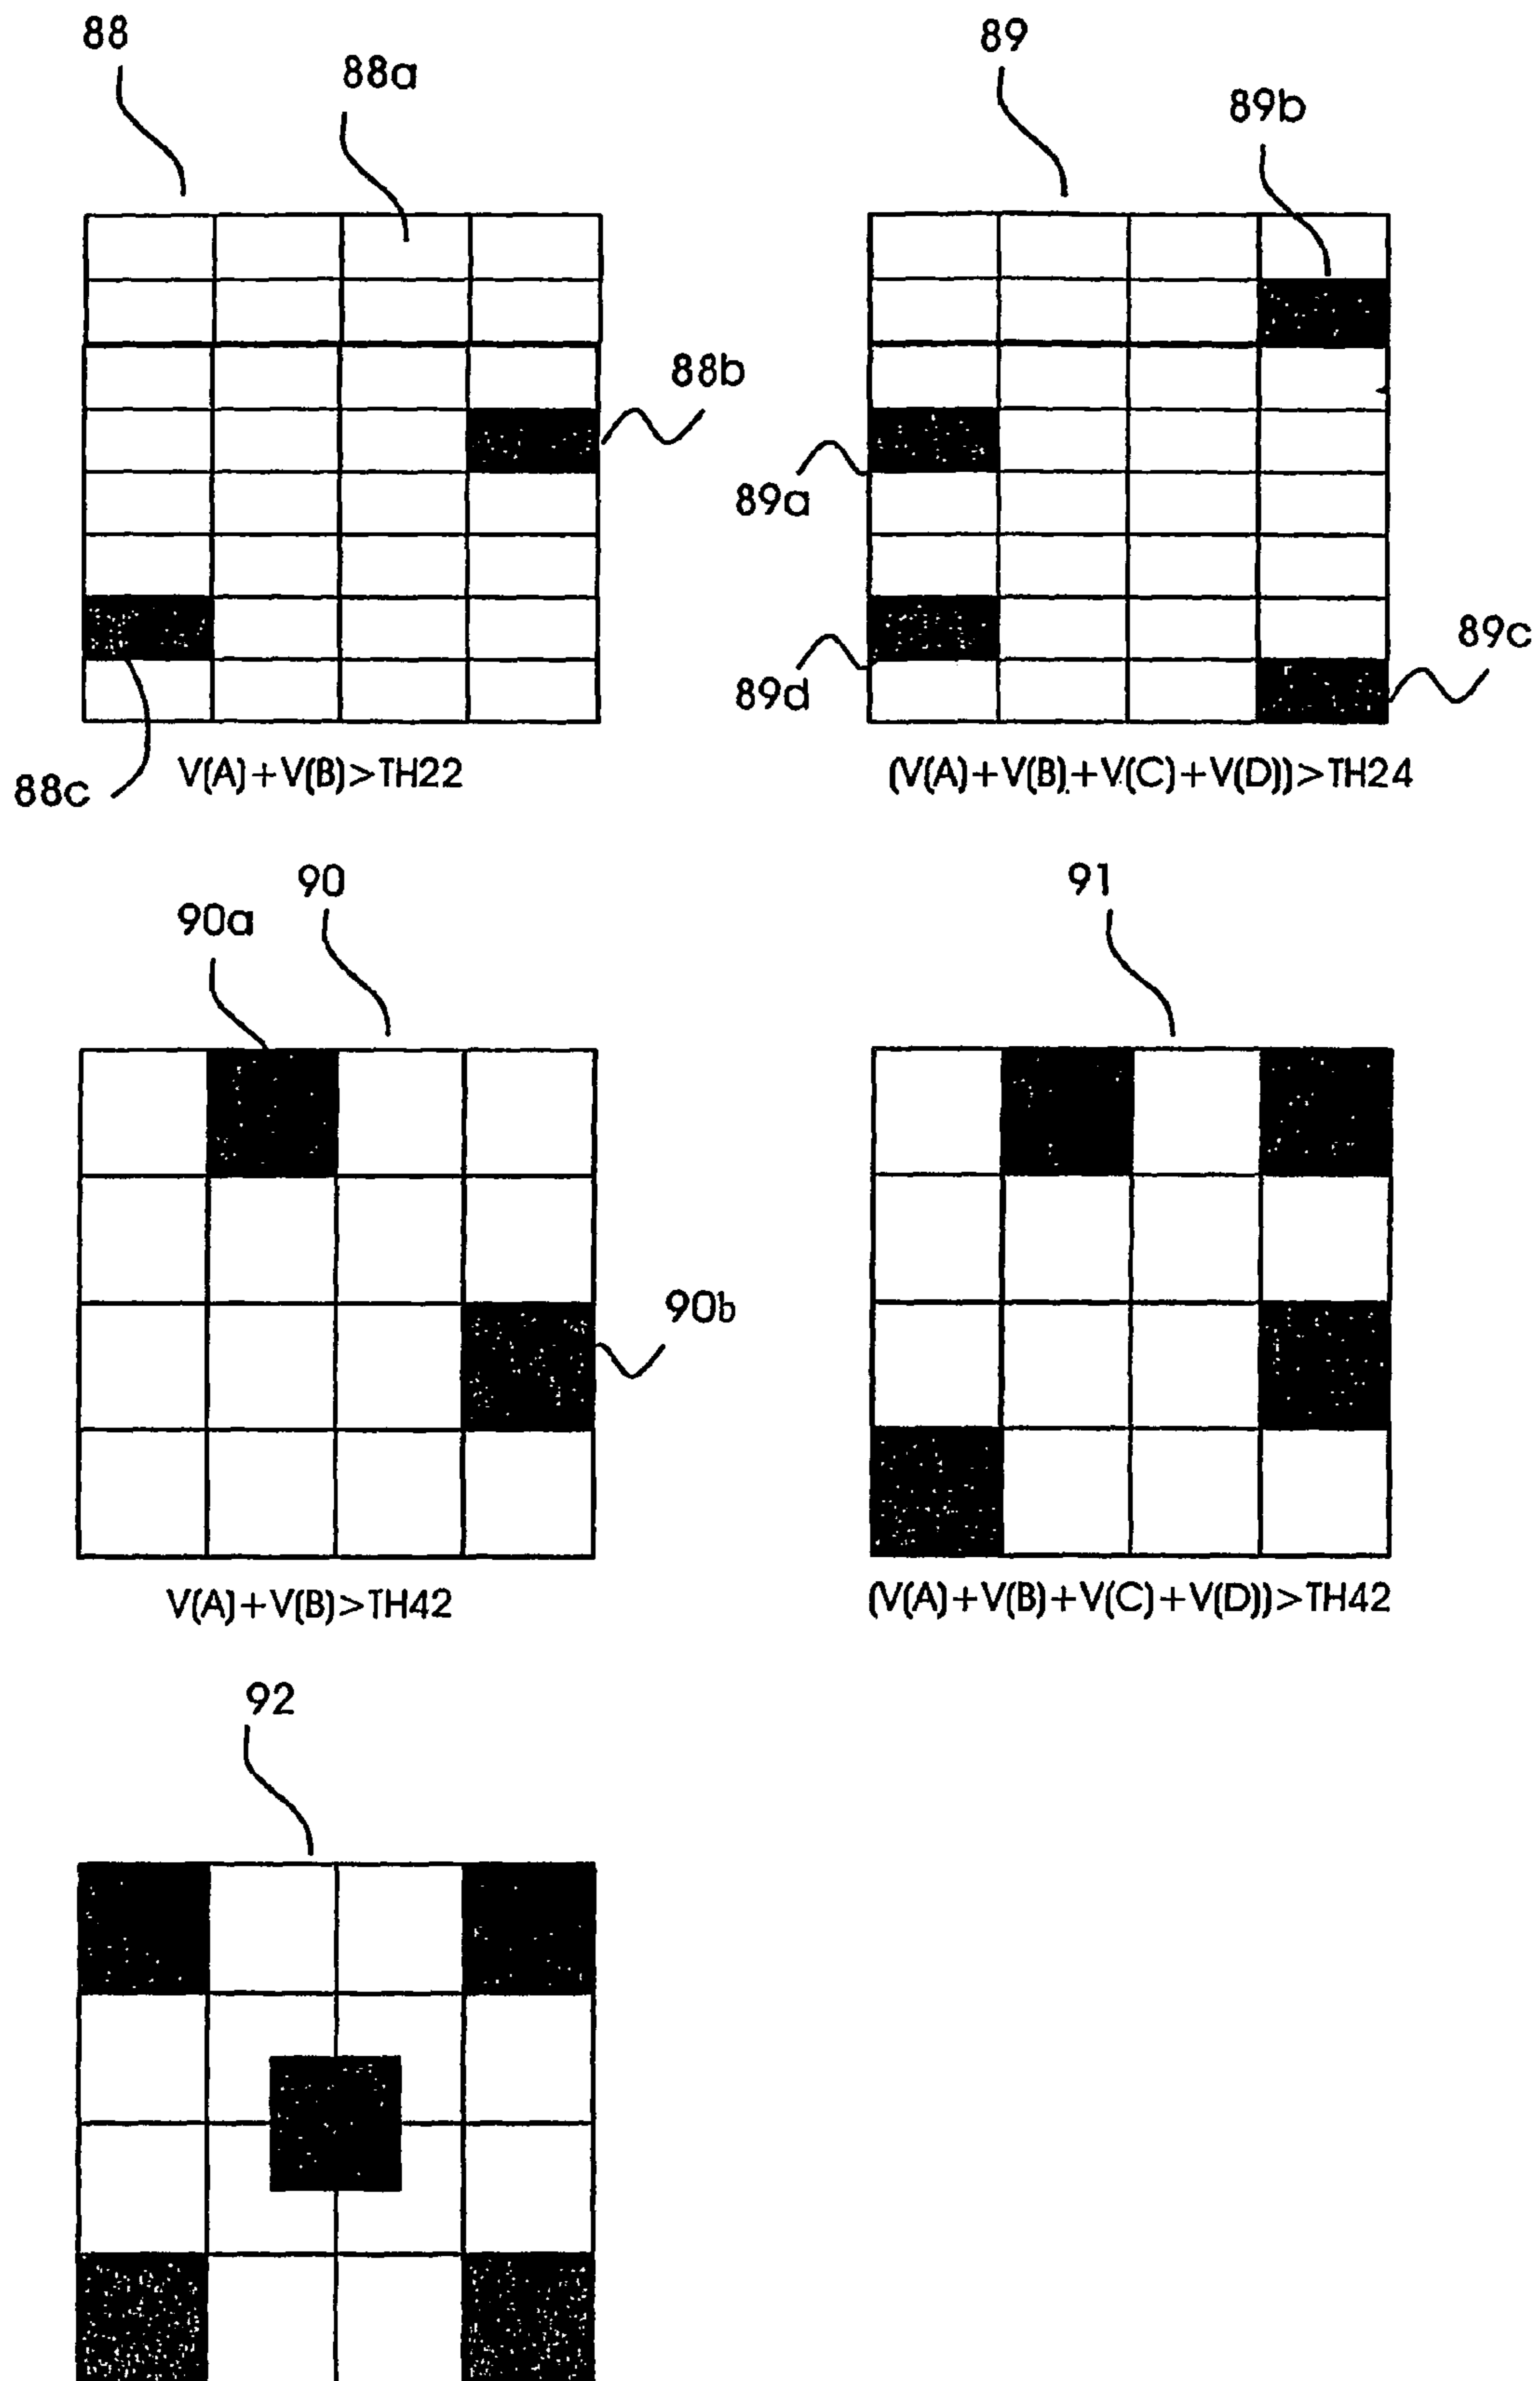 88
88a
89
89b
88b
89a
89d
89c
88c
V(A)+V(B)>TH22
(V(A)+V(B)+V(C)+V(D))>TH24
90
90a
91
90b
V(A)+V(B)>TH42
(V(A)+V(B)+V(C)+V(D))>TH42
92